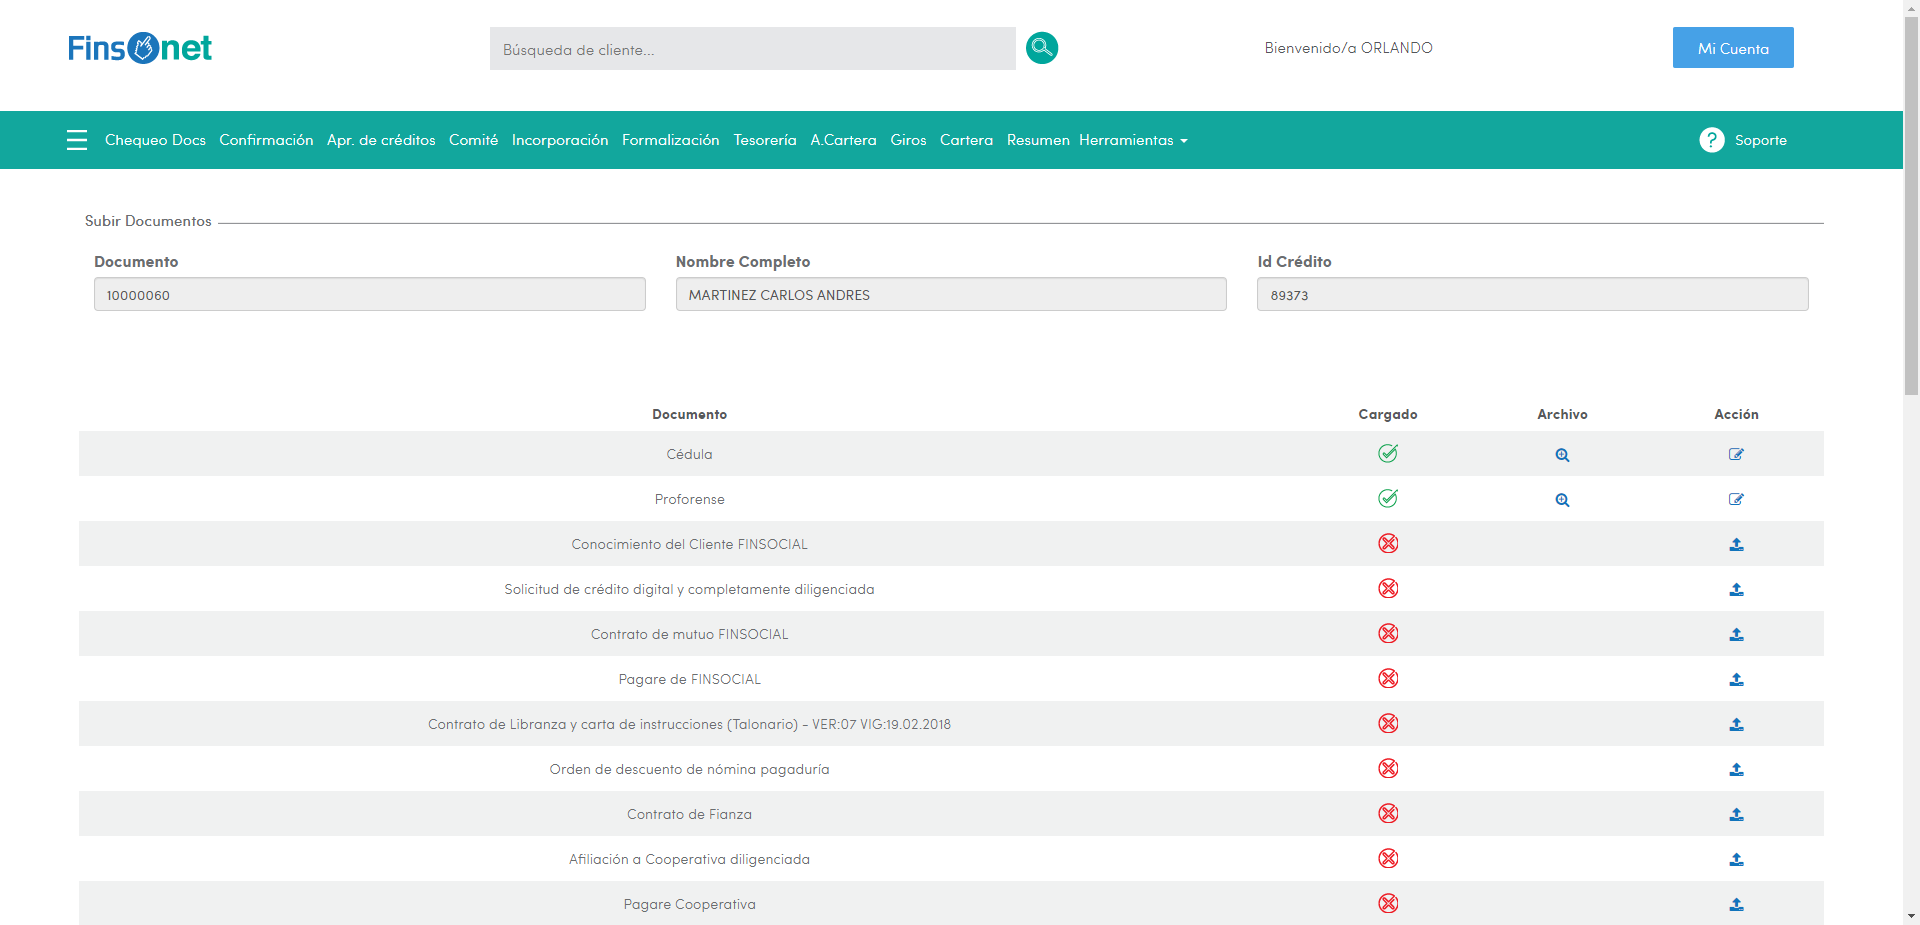 Finsonet
Búsqueda de cliente...
Bienvenido/a ORLANDO
Mi Cuenta
Chequeo Docs Confirmación Apr. de créditos Comité Incorporación Formalización Tesorería A.Cartera Giros Cartera Resumen Herramientas
? Soporte
Subir Documentos
Documento Nombre Completo Id Crédito
10000060 MARTINEZ CARLOS ANDRES 89373
Documento Cargado Archivo Acción
Cédula
Proforense
Conocimiento del Cliente FINSOCIAL
Solicitud de crédito digital y completamente diligenciada
Contrato de mutuo FINSOCIAL
Pagare de FINSOCIAL
Contrato de Libranza y carta de instrucciones (Talonario) - VER:07 VIG:19.02.2018
Orden de descuento de nómina pagaduría
Contrato de Fianza
Afiliación a Cooperativa diligenciada
Pagare Cooperativa